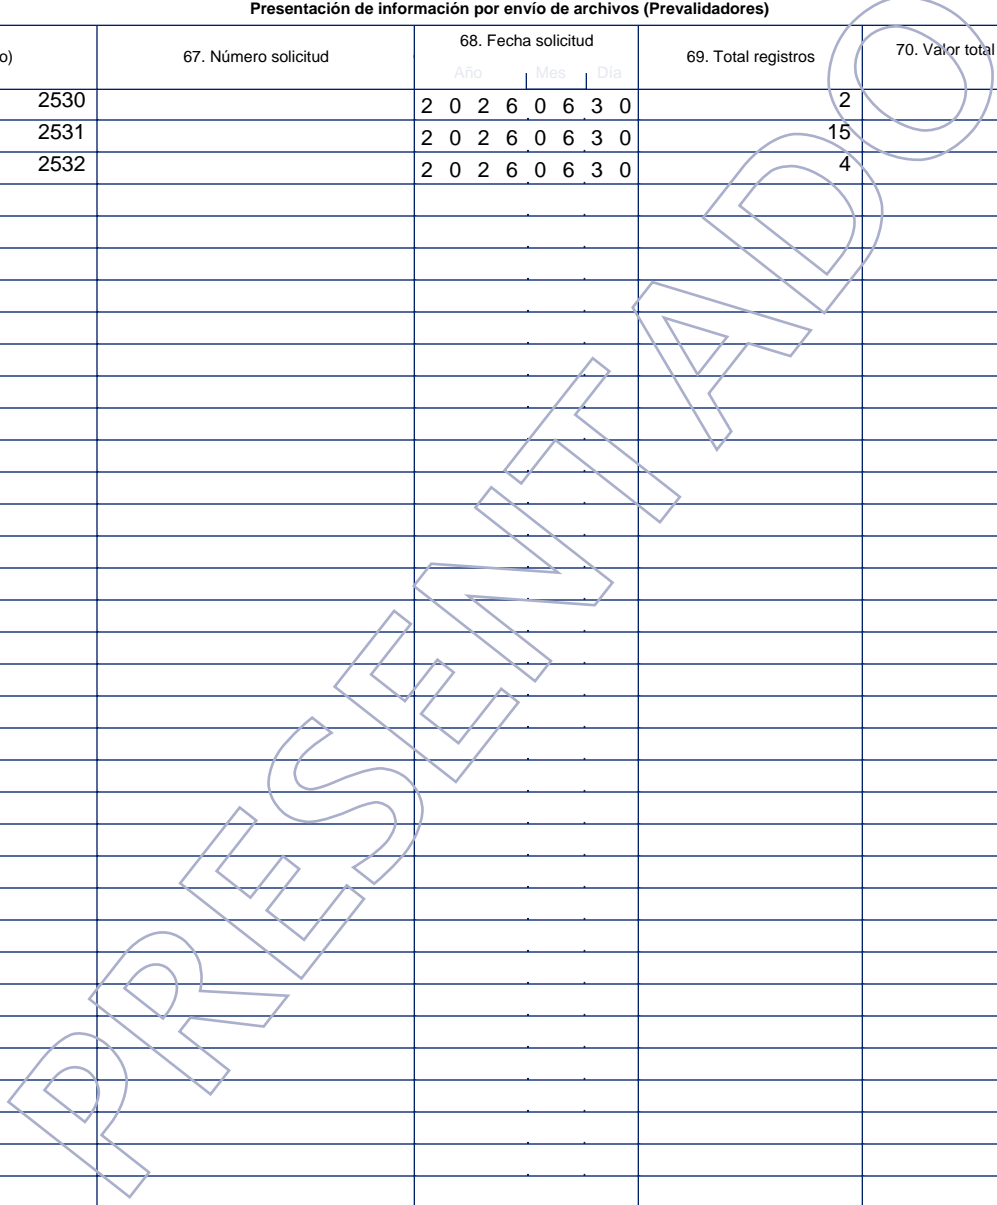 Presentación de información por envío de archivos (Prevalidadores)
o) 67. Número solicitud 68. Fecha solicitud 69. Total registros 70. Valor total
Año Mes Día
2530 2 0 2 6 0 6 3 0 2
2531 2 0 2 6 0 6 3 0 15
2532 2 0 2 6 0 6 3 0 4
PRESENTADO